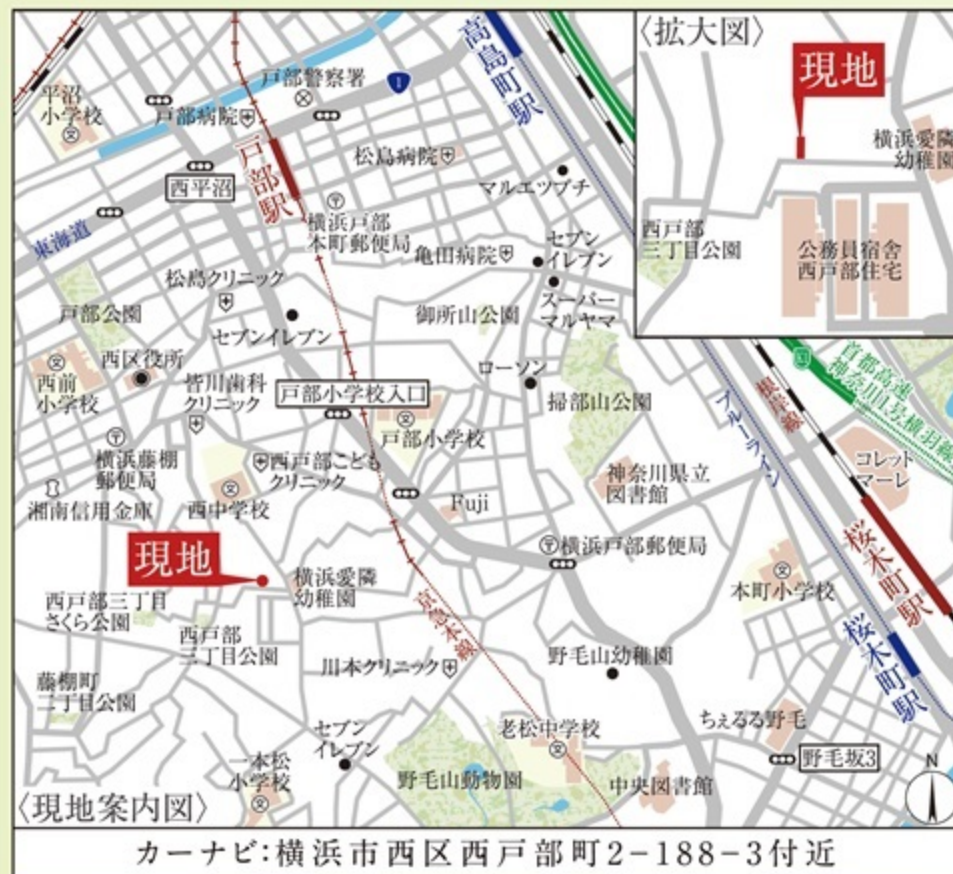 〈拡大図〉
現地
横浜愛隣
幼稚園
西戸部
三丁目公園
公務員宿舎
西戸部住宅
高島町駅
戸部警察署
1
平沼
小学校
戸部病院
戸部駅
松島病院
西平沼
マルエツプチ
横浜戸部
本町郵便局
東海道
亀田病院
セブン
イレブン
松島クリニック
スーパー
マルヤマ
戸部公園
セブンイレブン
御所山公園
西区役所
ローソン
西前
小学校
皆川歯科
クリニック
戸部小学校入口
掃部山公園
ブルーライン
根岸線
首都高速
神奈川1号横羽線
戸部小学校
横浜藤棚
郵便局
西戸部こども
クリニック
神奈川県立
図書館
コレット
マーレ
湘南信用金庫
西中学校
Fuji
桜木町駅
現地
横浜戸部郵便局
横浜愛隣
幼稚園
本町小学校
西戸部三丁目
さくら公園
京急本線
西戸部
三丁目公園
川本クリニック
野毛山幼稚園
桜木町駅
藤棚町
二丁目公園
セブン
イレブン
老松中学校
ちぇるる野毛
一本松
小学校
野毛山動物園
中央図書館
野毛坂3
N
〈現地案内図〉
カーナビ:横浜市西区西戸部町2-188-3付近